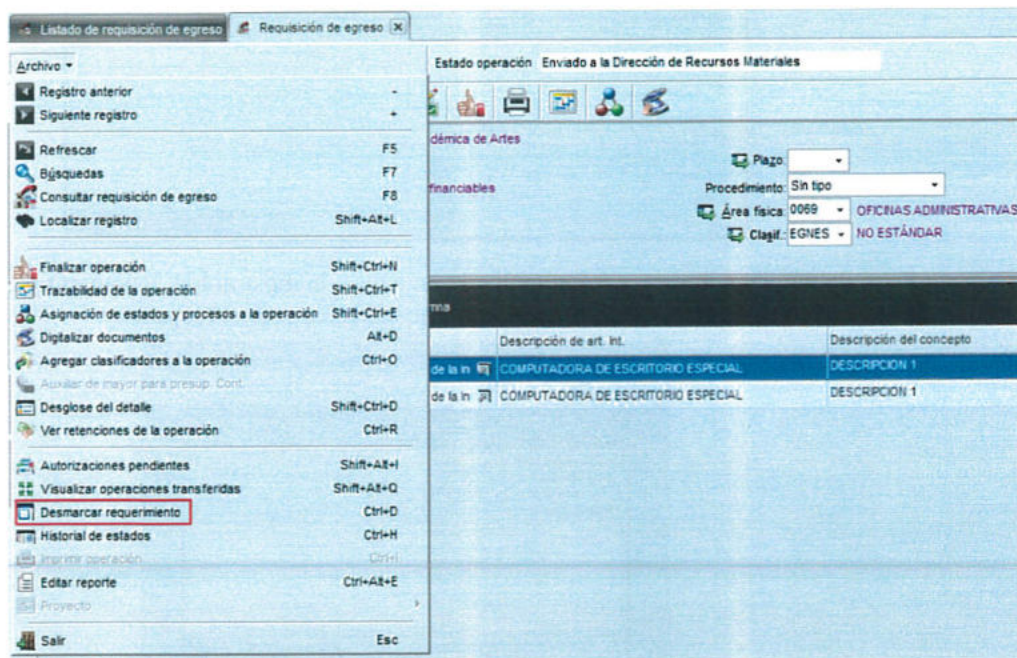 Listado de requisición de egreso
Requisición de egreso
Archivo
Estado operación Enviado a la Dirección de Recursos Materiales
Registro anterior -
Siguiente registro +
Refrescar F5
Búsquedas F7
Consultar requisición de egreso F8
Localizar registro Shift+Alt+L
Finalizar operación Shift+Ctrl+N
Trazabilidad de la operación Shift+Ctrl+T
Asignación de estados y procesos a la operación Shift+Ctrl+E
Digitalizar documentos Alt+D
Agregar clasificadores a la operación Ctrl+O
Auxiliar de mayor para presup. Cont.
Desglose del detalle Shift+Ctrl+D
Ver retenciones de la operación Ctrl+R
Autorizaciones pendientes Shift+Alt+I
Visualizar operaciones transferidas Shift+Alt+Q
Desmarcar requerimiento Ctrl+D
Historial de estados Ctrl+H
Imprimir operación Ctrl+I
Editar reporte Ctrl+Alt+E
Proyecto
Salir Esc
démica de Artes
financiables
Plazo:
Procedimiento: Sin tipo
Área física: 0069 OFICINAS ADMINISTRATIVAS
Clasif.: EGNES NO ESTÁNDAR
mna
Descripción de art. Int. Descripción del concepto
de la in COMPUTADORA DE ESCRITORIO ESPECIAL DESCRIPCION 1
de la in COMPUTADORA DE ESCRITORIO ESPECIAL DESCRIPCION 1